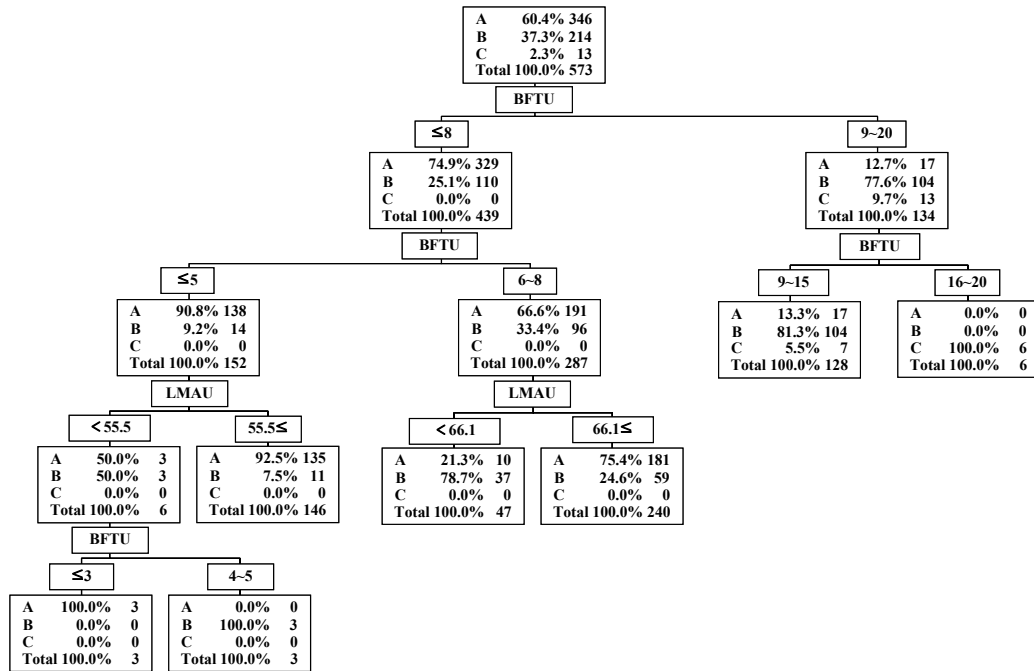 A 60.4% 346
B 37.3% 214
C 2.3% 13
Total 100.0% 573
BFTU
≤8
9~20
A 74.9% 329
B 25.1% 110
C 0.0% 0
Total 100.0% 439
A 12.7% 17
B 77.6% 104
C 9.7% 13
Total 100.0% 134
BFTU
BFTU
≤5
6~8
9~15
16~20
A 90.8% 138
B 9.2% 14
C 0.0% 0
Total 100.0% 152
A 66.6% 191
B 33.4% 96
C 0.0% 0
Total 100.0% 287
A 13.3% 17
B 81.3% 104
C 5.5% 7
Total 100.0% 128
A 0.0% 0
B 0.0% 0
C 100.0% 6
Total 100.0% 6
LMAU
LMAU
<55.5
55.5≤
<66.1
66.1≤
A 50.0% 3
B 50.0% 3
C 0.0% 0
Total 100.0% 6
A 92.5% 135
B 7.5% 11
C 0.0% 0
Total 100.0% 146
A 21.3% 10
B 78.7% 37
C 0.0% 0
Total 100.0% 47
A 75.4% 181
B 24.6% 59
C 0.0% 0
Total 100.0% 240
BFTU
≤3
4~5
A 100.0% 3
B 0.0% 0
C 0.0% 0
Total 100.0% 3
A 0.0% 0
B 100.0% 3
C 0.0% 0
Total 100.0% 3